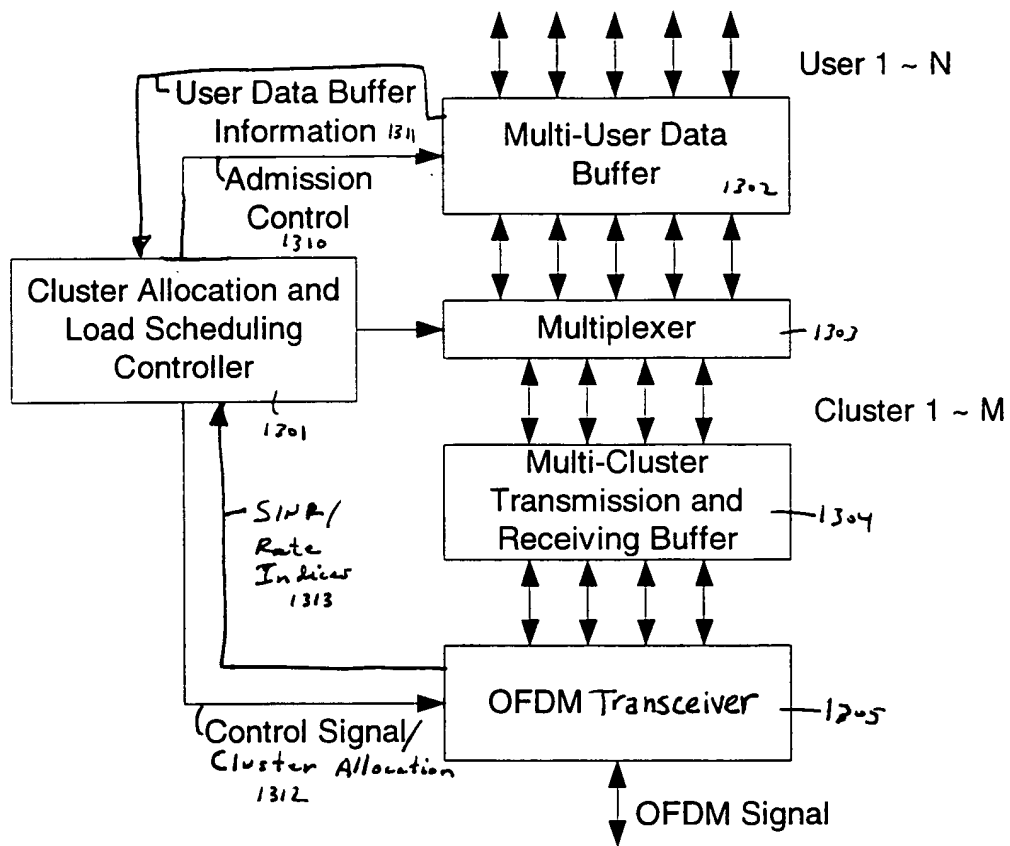 User 1 ~ N
User Data Buffer
Information 1311
Multi-User Data
Buffer
1302
Admission
Control
1310
Cluster Allocation and
Load Scheduling
Controller
1301
Multiplexer
1303
Cluster 1 ~ M
Multi-Cluster
Transmission and
Receiving Buffer
1304
SINR/
Rate
Indices
1313
OFDM Transceiver
1305
Control Signal/
Cluster Allocation
1312
OFDM Signal